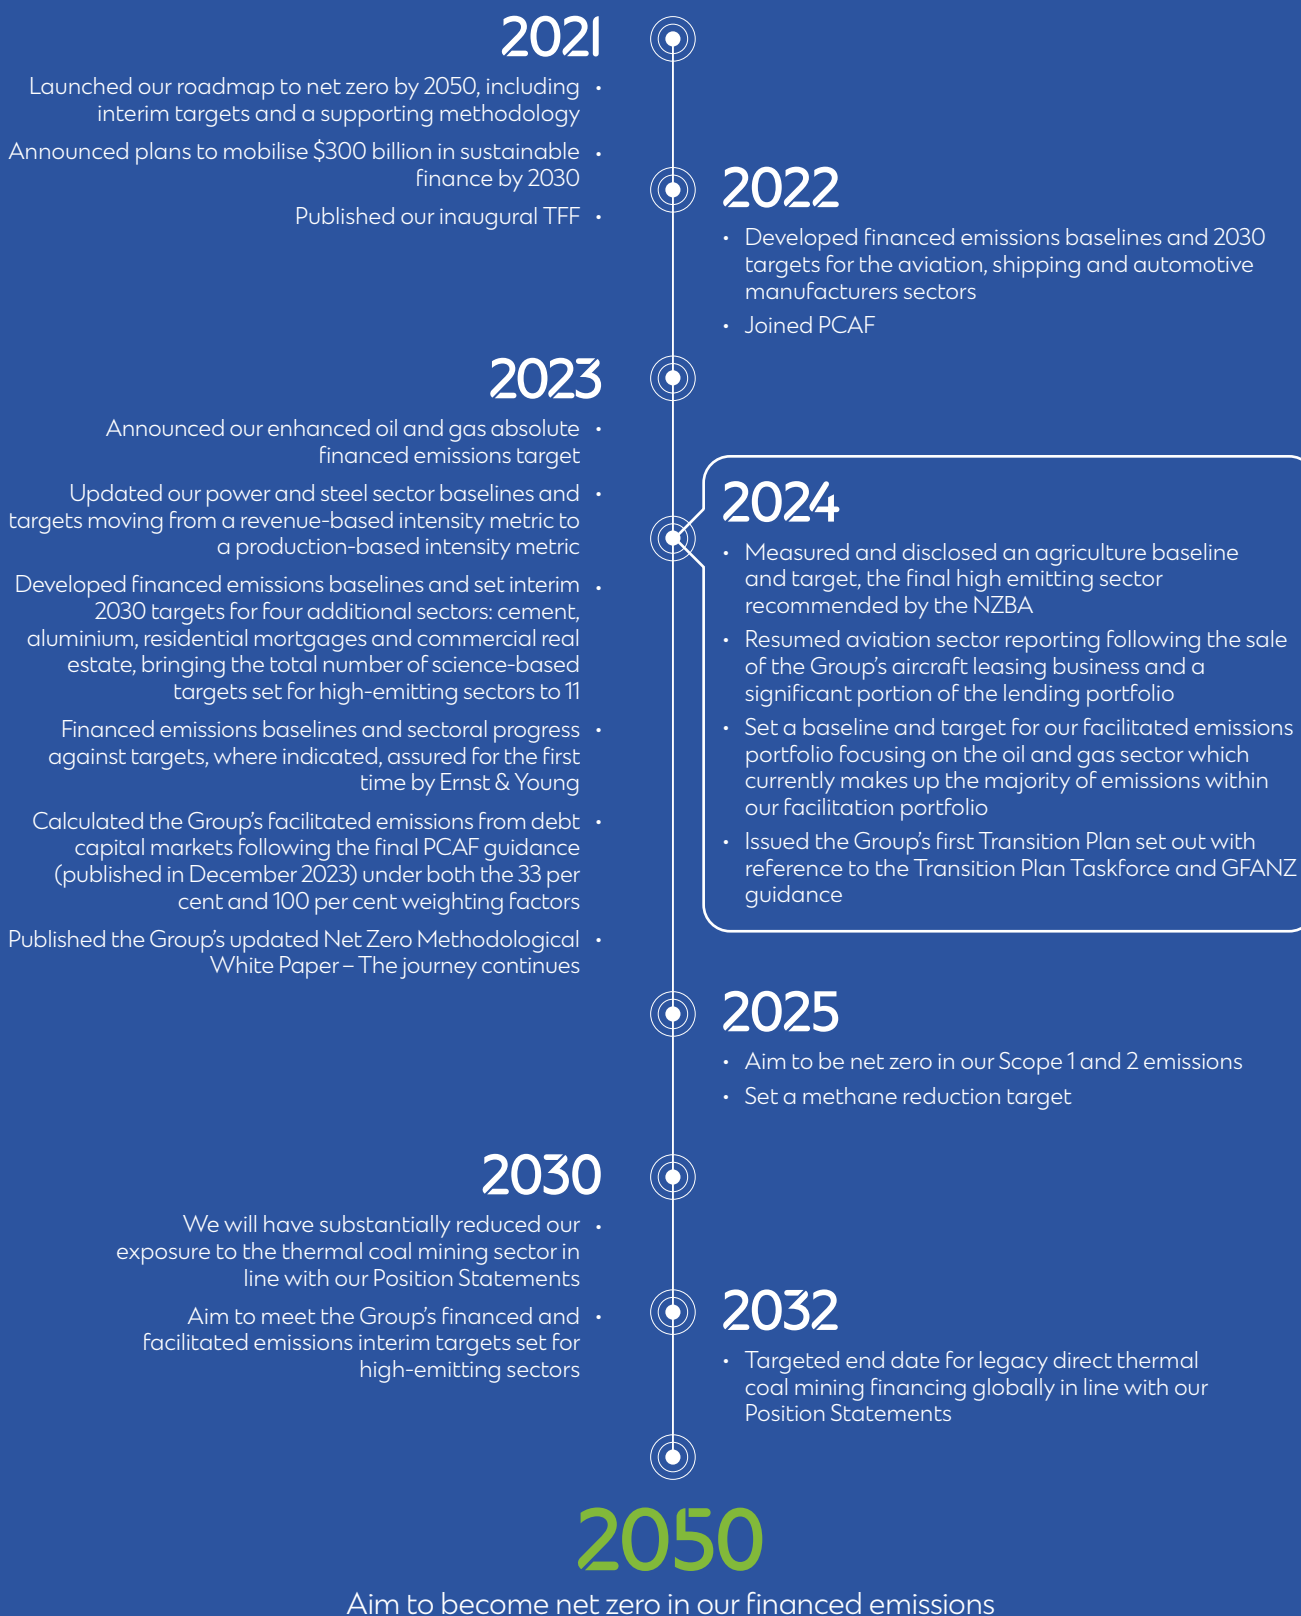 2021
Launched our roadmap to net zero by 2050, including •
interim targets and a supporting methodology
Announced plans to mobilise $300 billion in sustainable •
finance by 2030
Published our inaugural TFF •
2022
• Developed financed emissions baselines and 2030
targets for the aviation, shipping and automotive
manufacturers sectors
• Joined PCAF
2023
Announced our enhanced oil and gas absolute •
financed emissions target
Updated our power and steel sector baselines and •
targets moving from a revenue-based intensity metric to
a production-based intensity metric
Developed financed emissions baselines and set interim •
2030 targets for four additional sectors: cement,
aluminium, residential mortgages and commercial real
estate, bringing the total number of science-based
targets set for high-emitting sectors to 11
Financed emissions baselines and sectoral progress •
against targets, where indicated, assured for the first
time by Ernst & Young
Calculated the Group's facilitated emissions from debt •
capital markets following the final PCAF guidance
(published in December 2023) under both the 33 per
cent and 100 per cent weighting factors
Published the Group's updated Net Zero Methodological •
White Paper – The journey continues
2024
• Measured and disclosed an agriculture baseline
and target, the final high emitting sector
recommended by the NZBA
• Resumed aviation sector reporting following the sale
of the Group's aircraft leasing business and a
significant portion of the lending portfolio
• Set a baseline and target for our facilitated emissions
portfolio focusing on the oil and gas sector which
currently makes up the majority of emissions within
our facilitation portfolio
• Issued the Group's first Transition Plan set out with
reference to the Transition Plan Taskforce and GFANZ
guidance
2025
• Aim to be net zero in our Scope 1 and 2 emissions
• Set a methane reduction target
2030
We will have substantially reduced our •
exposure to the thermal coal mining sector in
line with our Position Statements
Aim to meet the Group's financed and •
facilitated emissions interim targets set for
high-emitting sectors
2032
• Targeted end date for legacy direct thermal
coal mining financing globally in line with our
Position Statements
2050
Aim to become net zero in our financed emissions